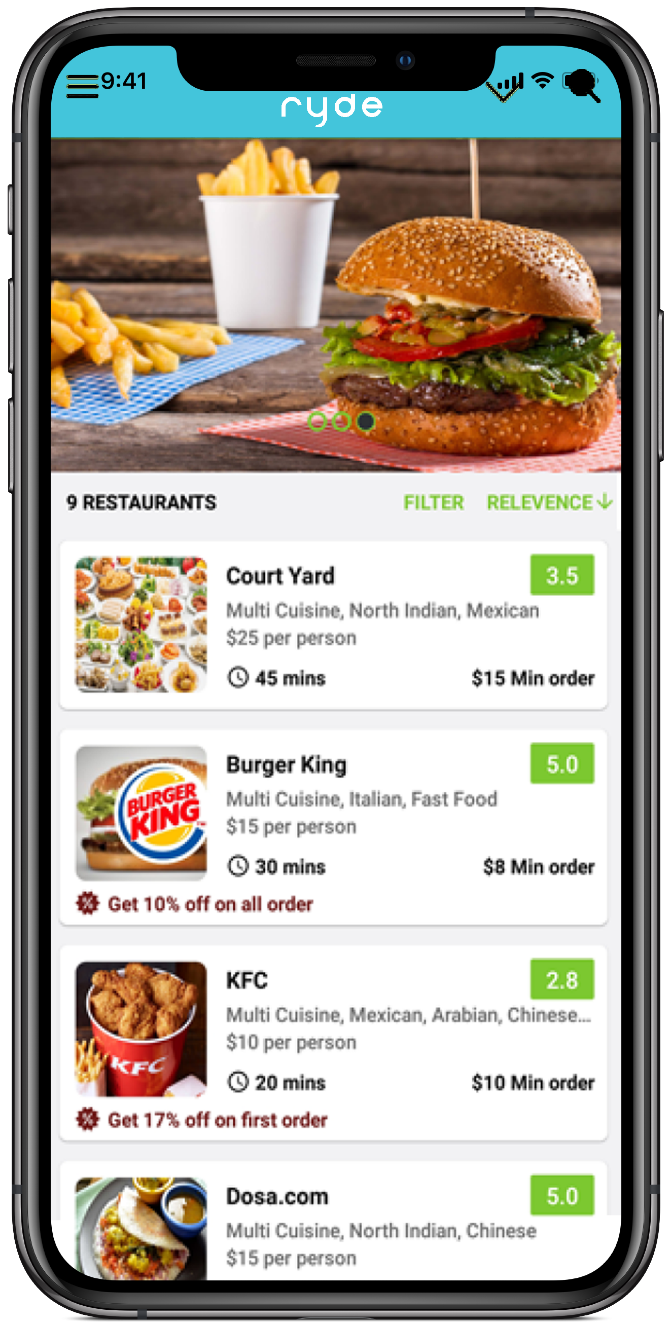 9:41
ryde
9 RESTAURANTS FILTER RELEVENCE
Court Yard 3.5
Multi Cuisine, North Indian, Mexican
$25 per person
45 mins $15 Min order
BURGER
KING
Burger King 5.0
Multi Cuisine, Italian, Fast Food
$15 per person
30 mins $8 Min order
% Get 10% off on all order
KFC
KFC 2.8
Multi Cuisine, Mexican, Arabian, Chinese...
$10 per person
20 mins $10 Min order
% Get 17% off on first order
Dosa.com 5.0
Multi Cuisine, North Indian, Chinese
$15 per person